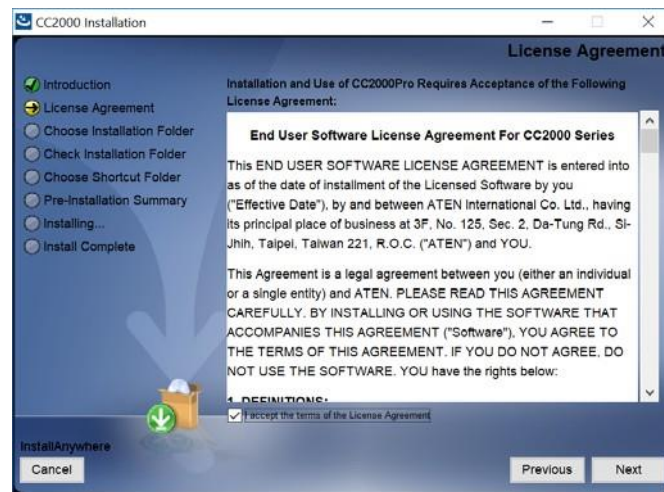 CC2000 Installation
License Agreement
Introduction
License Agreement
Choose Installation Folder
Check Installation Folder
Choose Shortcut Folder
Pre-Installation Summary
Installing...
Install Complete
Installation and Use of CC2000Pro Requires Acceptance of the Following
License Agreement:
End User Software License Agreement For CC2000 Series
This END USER SOFTWARE LICENSE AGREEMENT is entered into
as of the date of installment of the Licensed Software by you
("Effective Date"), by and between ATEN International Co. Ltd., having
its principal place of business at 3F, No. 125, Sec. 2, Da-Tung Rd., Si-
Jhih, Taipei, Taiwan 221, R.O.C. ("ATEN") and YOU.
This Agreement is a legal agreement between you (either an individual
or a single entity) and ATEN. PLEASE READ THIS AGREEMENT
CAREFULLY. BY INSTALLING OR USING THE SOFTWARE THAT
ACCOMPANIES THIS AGREEMENT ("Software"), YOU AGREE TO
THE TERMS OF THIS AGREEMENT. IF YOU DO NOT AGREE, DO
NOT USE THE SOFTWARE. YOU have the rights below:
1. DEFINITIONS:
I accept the terms of the License Agreement
InstallAnywhere
Cancel
Previous
Next